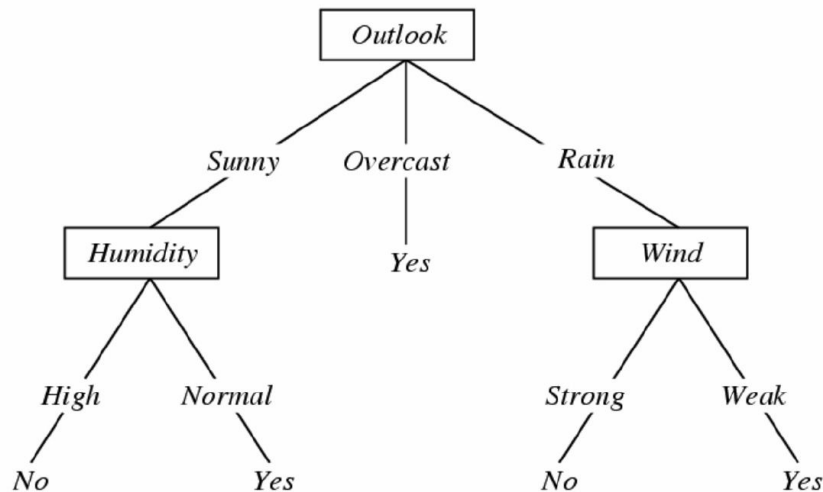 Outlook
Sunny Overcast Rain
Humidity Yes Wind
High Normal Strong Weak
No Yes No Yes